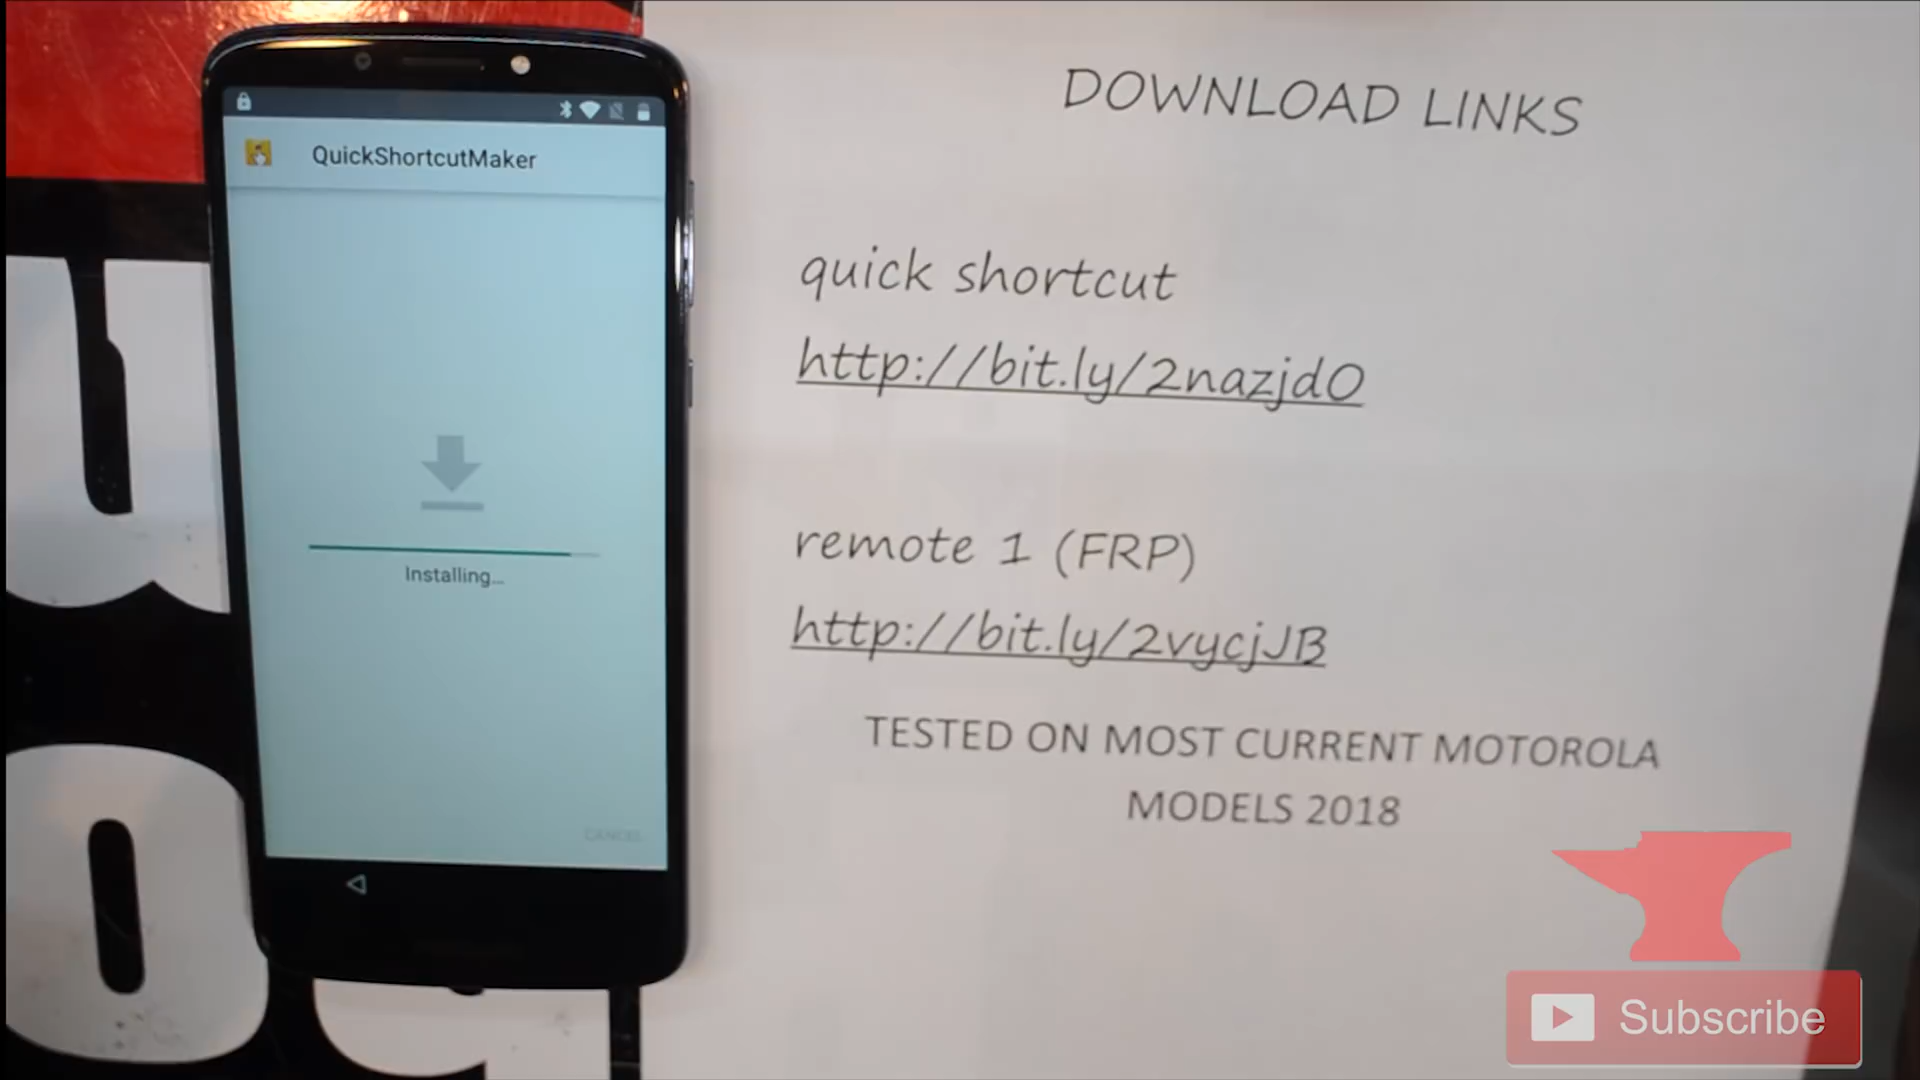 QuickShortcutMaker
Installing...
CANCEL
DOWNLOAD LINKS
quick shortcut
http://bit.ly/2nazjdO
remote 1 (FRP)
http://bit.ly/2vycjJB
TESTED ON MOST CURRENT MOTOROLA
MODELS 2018
Subscribe